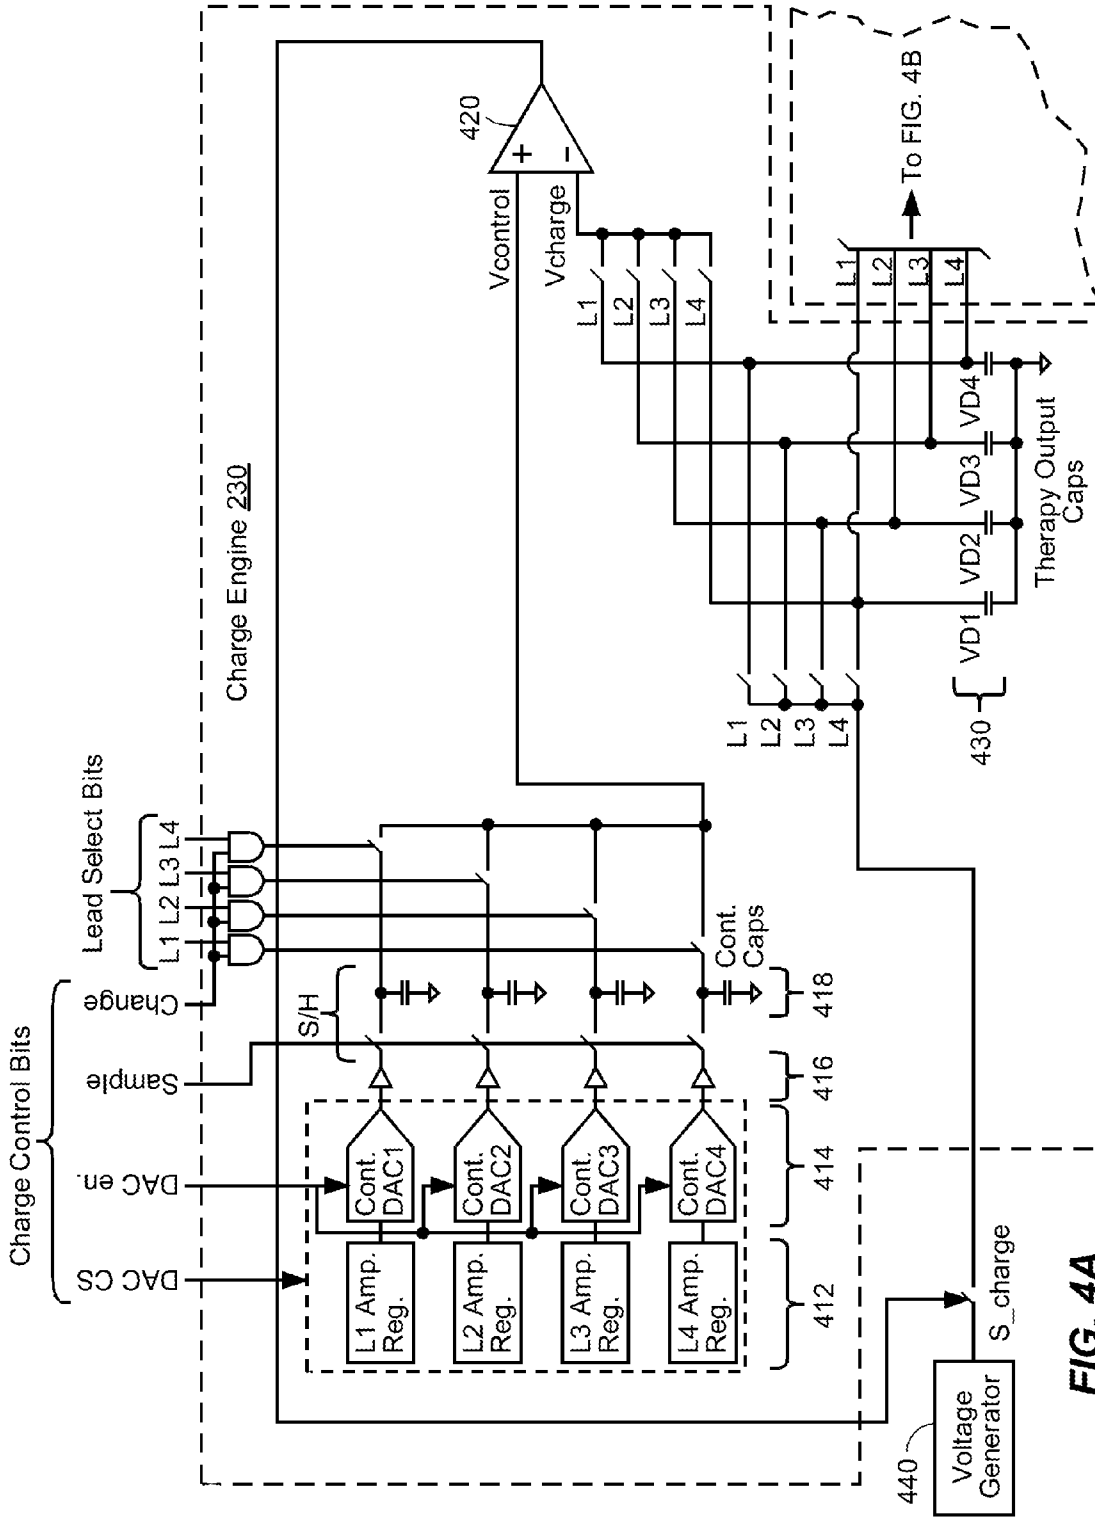 Charge Control Bits
DAC CS
DAC en.
Sample
Change
Lead Select Bits
L1
L2
L3
L4
Charge Engine 230
S/H
L1 Amp.
Reg.
Cont.
DAC1
L2 Amp.
Reg.
Cont.
DAC2
L3 Amp.
Reg.
Cont.
DAC3
L4 Amp.
Reg.
Cont.
DAC4
Cont.
Caps
412
414
416
418
Vcontrol
Vcharge
+
−
420
L1
L2
L3
L4
L1
L2
L3
L4
L1
L2
L3
L4
To FIG. 4B
VD1
VD2
VD3
VD4
430
Therapy Output
Caps
S_charge
440
Voltage
Generator
FIG. 4A